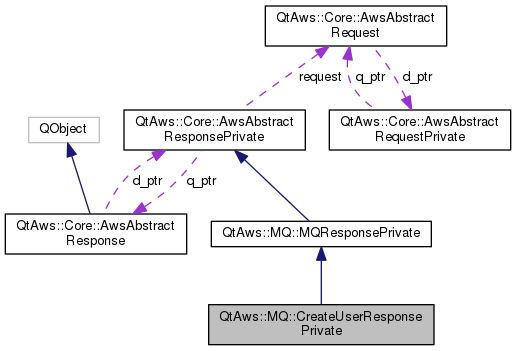 QtAws::Core::AwsAbstract
Request
request
q_ptr
d_ptr
QtAws::Core::AwsAbstract
ResponsePrivate
QtAws::Core::AwsAbstract
RequestPrivate
QObject
d_ptr
q_ptr
QtAws::Core::AwsAbstract
Response
QtAws::MQ::MQResponsePrivate
QtAws::MQ::CreateUserResponse
Private